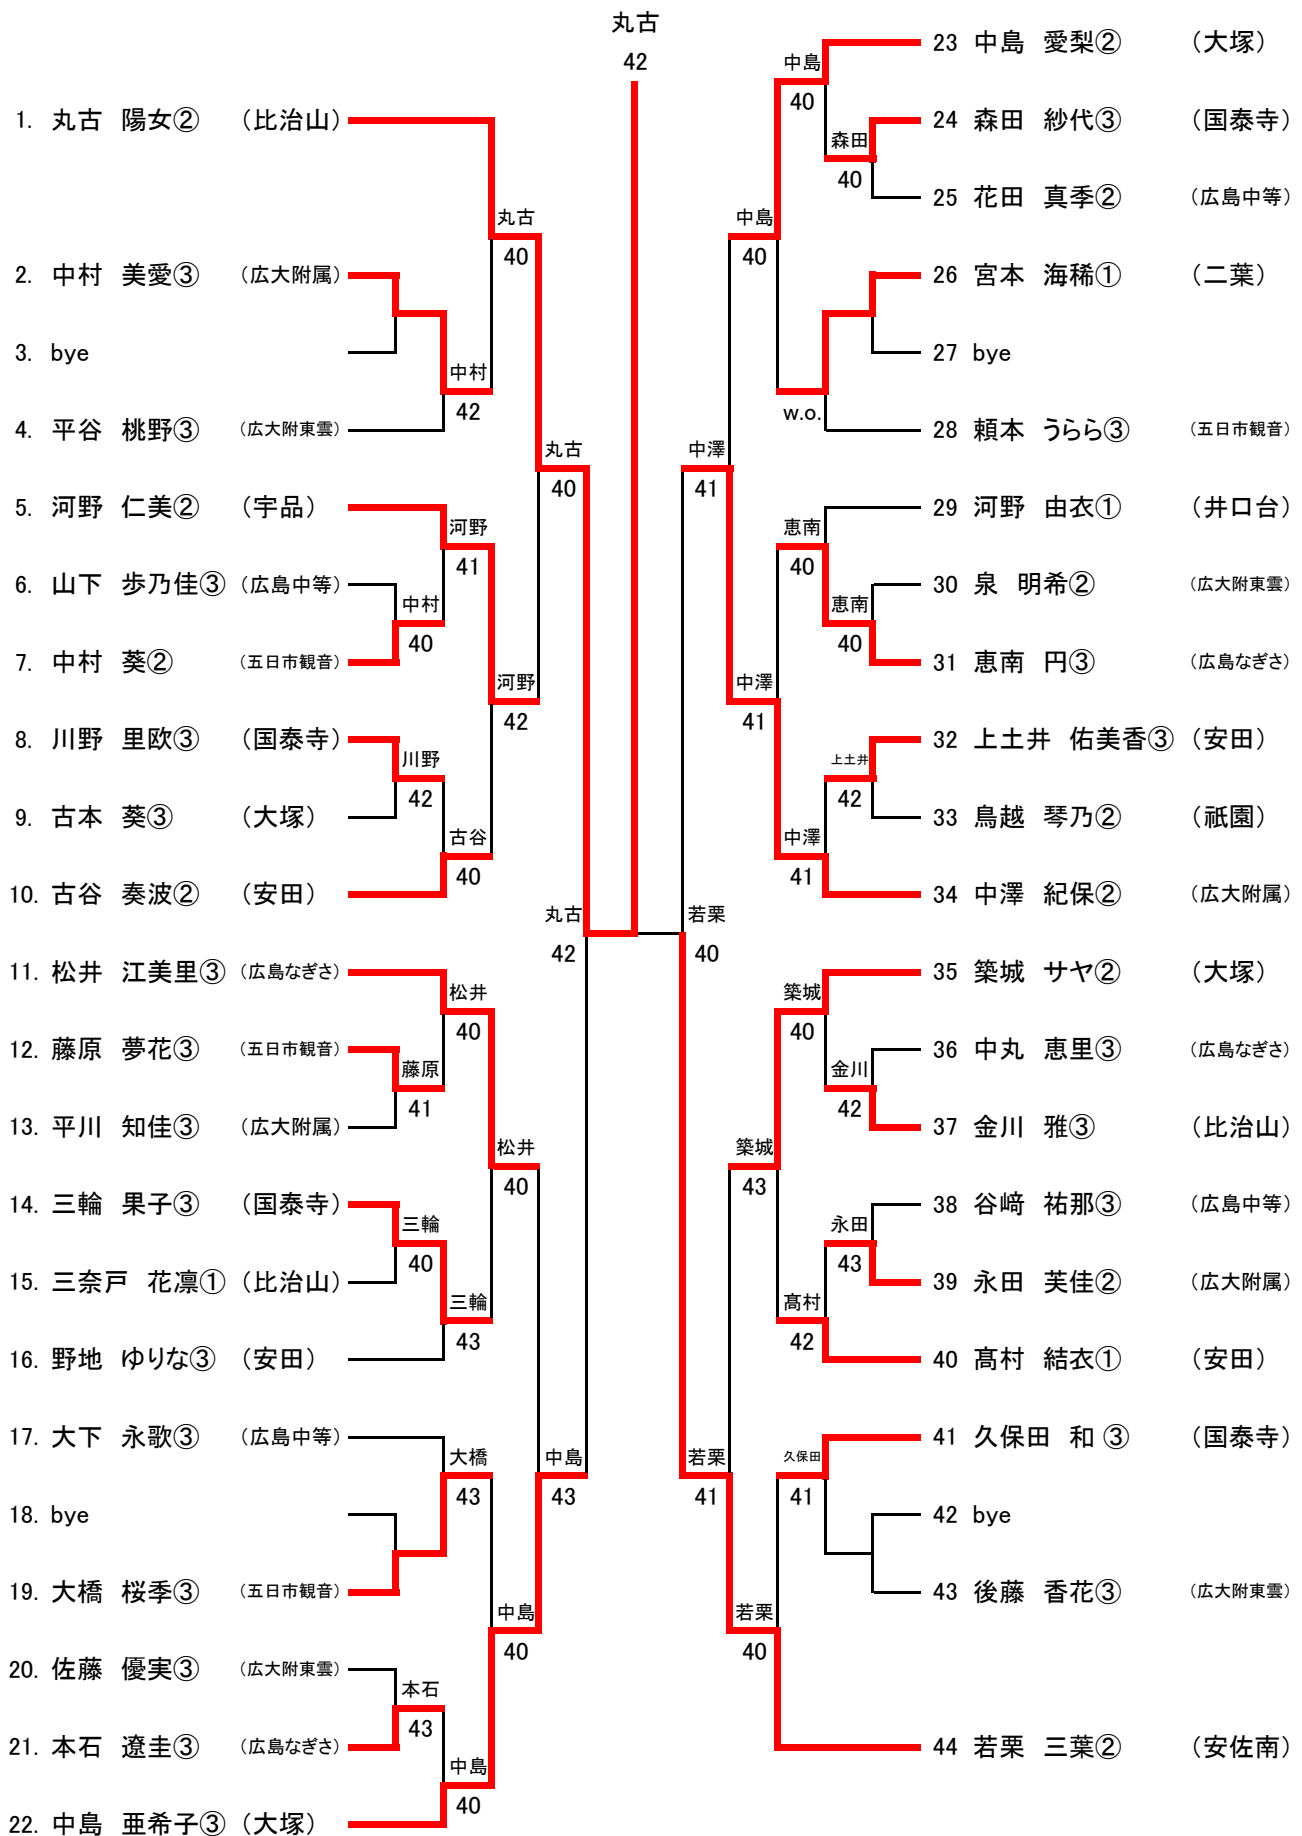 丸古
42
1. 丸古 陽女② （比治山）
2. 中村 美愛③ （広大附属）
3. bye
4. 平谷 桃野③ （広大附東雲）
5. 河野 仁美② （宇品）
6. 山下 歩乃佳③ （広島中等）
7. 中村 葵② （五日市観音）
8. 川野 里欧③ （国泰寺）
9. 古本 葵③ （大塚）
10. 古谷 奏波② （安田）
11. 松井 江美里③ （広島なぎさ）
12. 藤原 夢花③ （五日市観音）
13. 平川 知佳③ （広大附属）
14. 三輪 果子③ （国泰寺）
15. 三奈戸 花凛① （比治山）
16. 野地 ゆりな③ （安田）
17. 大下 永歌③ （広島中等）
18. bye
19. 大橋 桜季③ （五日市観音）
20. 佐藤 優実③ （広大附東雲）
21. 本石 遼圭③ （広島なぎさ）
22. 中島 亜希子③ （大塚）
中村
40
川野
42
藤原
41
三輪
40
本石
43
中村
42
河野
41
古谷
40
松井
40
三輪
43
大橋
43
中島
40
丸古
40
河野
42
松井
40
中島
40
丸古
40
中島
43
丸古
42
若栗
40
中澤
41
若栗
41
中島
40
中澤
41
築城
43
若栗
40
中島
40
w.o.
恵南
40
中澤
41
築城
40
髙村
42
久保田
41
森田
40
恵南
40
上土井
42
金川
42
永田
43
23 中島 愛梨② （大塚）
24 森田 紗代③ （国泰寺）
25 花田 真季② （広島中等）
26 宮本 海稀① （二葉）
27 bye
28 頼本 うらら③ （五日市観音）
29 河野 由衣① （井口台）
30 泉 明希② （広大附東雲）
31 恵南 円③ （広島なぎさ）
32 上土井 佑美香③ （安田）
33 鳥越 琴乃② （祇園）
34 中澤 紀保② （広大附属）
35 築城 サヤ② （大塚）
36 中丸 恵里③ （広島なぎさ）
37 金川 雅③ （比治山）
38 谷﨑 祐那③ （広島中等）
39 永田 芙佳② （広大附属）
40 髙村 結衣① （安田）
41 久保田 和 ③ （国泰寺）
42 bye
43 後藤 香花③ （広大附東雲）
44 若栗 三葉② （安佐南）